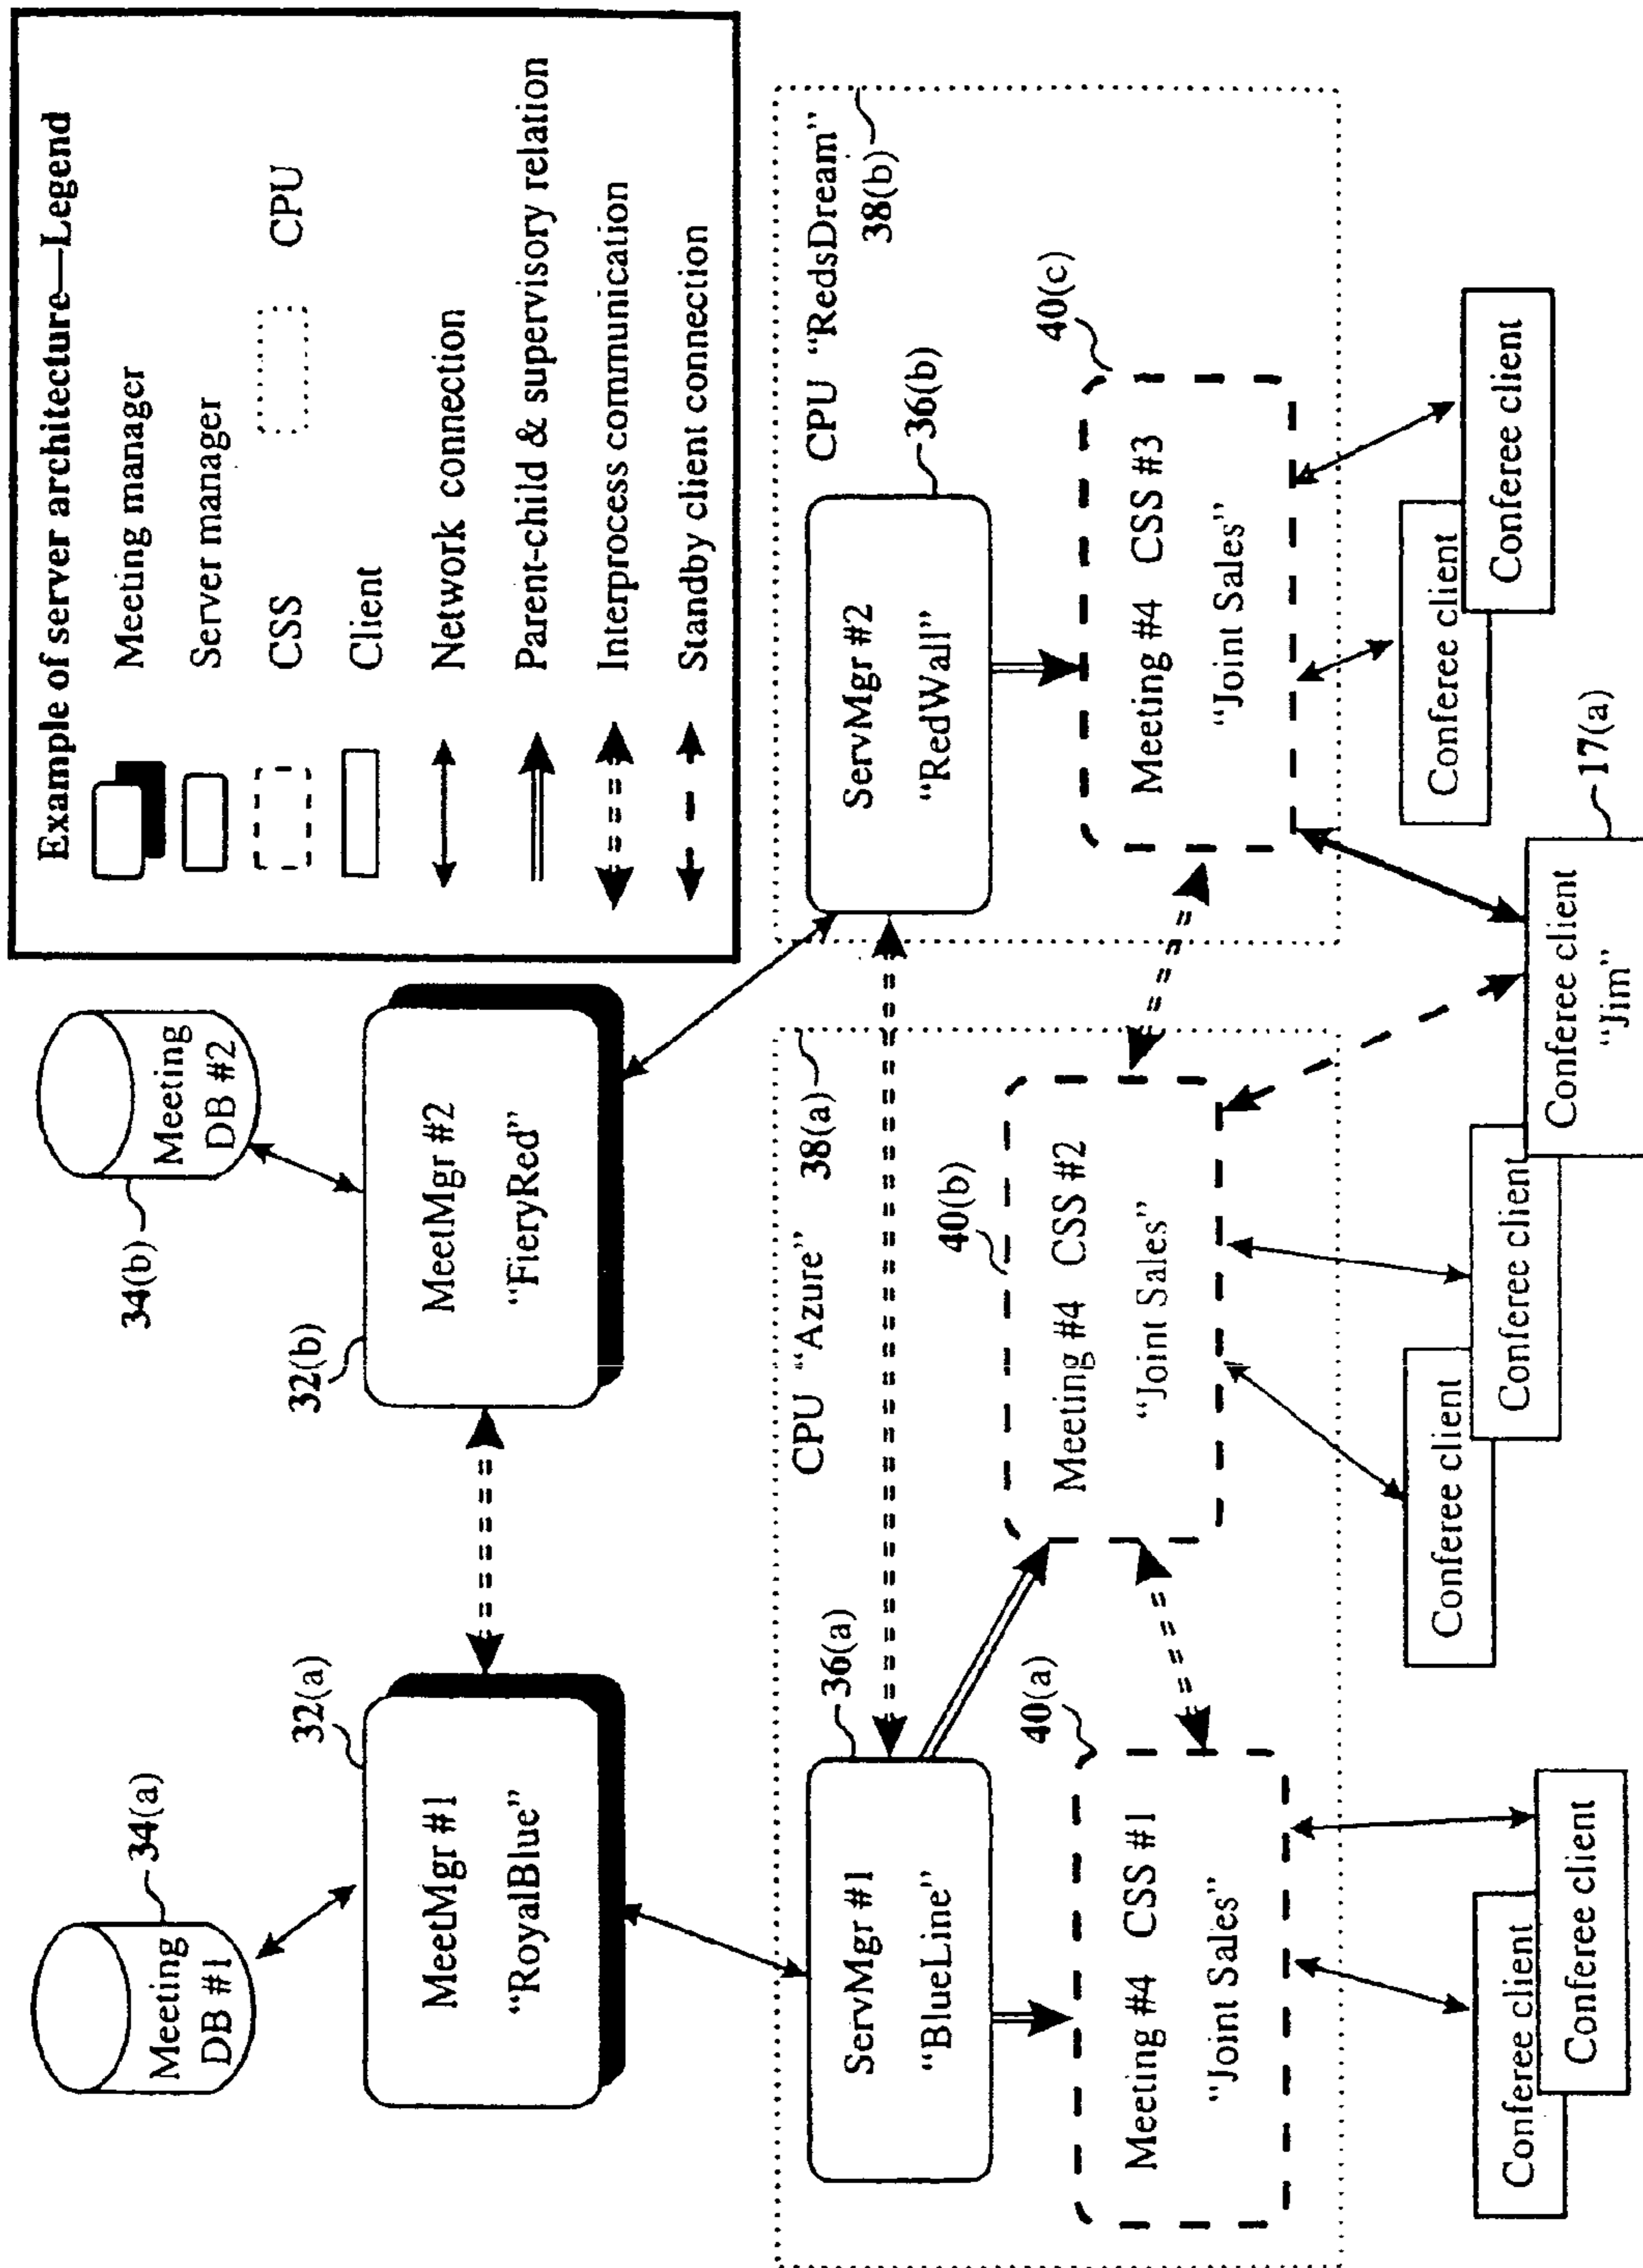 Example of server architecture—Legend
Meeting manager
Server manager
CSS
CPU
Client
Network connection
Parent-child & supervisory relation
Interprocess communication
Standby client connection
34(a)
Meeting
DB #1
34(b)
Meeting
DB #2
32(a)
MeetMgr #1
“RoyalBlue”
32(b)
MeetMgr #2
“FieryRed”
CPU “Azure”
38(a)
CPU “RedsDream”
38(b)
36(a)
ServMgr #1
“BlueLine”
36(b)
ServMgr #2
“RedWall”
40(a)
Meeting #4 CSS #1
“Joint Sales”
40(b)
Meeting #4 CSS #2
“Joint Sales”
40(c)
Meeting #4 CSS #3
“Joint Sales”
Conferee client
Conferee client
Conferee client
Conferee client
Conferee client
“Jim”
17(a)
Conferee client
Conferee client